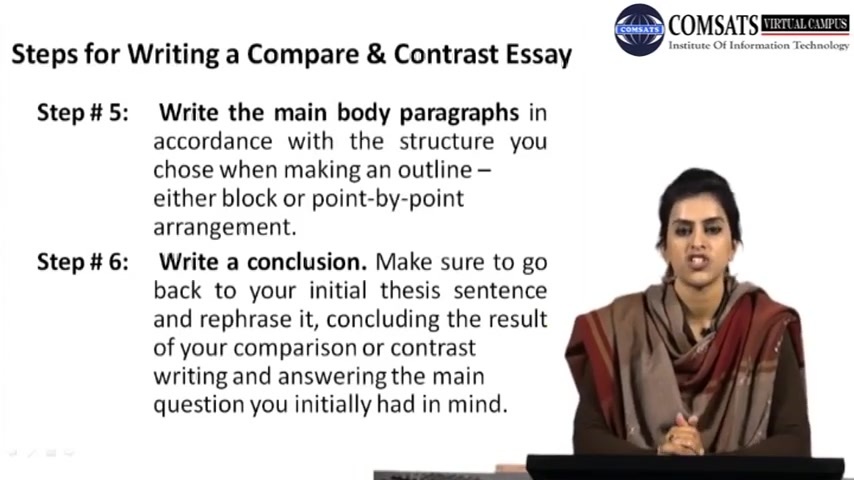 COMSATS VIRTUAL CAMPUS
COMSATS
Institute Of Information Technology
Steps for Writing a Compare & Contrast Essay
Step # 5: Write the main body paragraphs in
accordance with the structure you
chose when making an outline –
either block or point-by-point
arrangement.
Step # 6: Write a conclusion. Make sure to go
back to your initial thesis sentence
and rephrase it, concluding the result
of your comparison or contrast
writing and answering the main
question you initially had in mind.